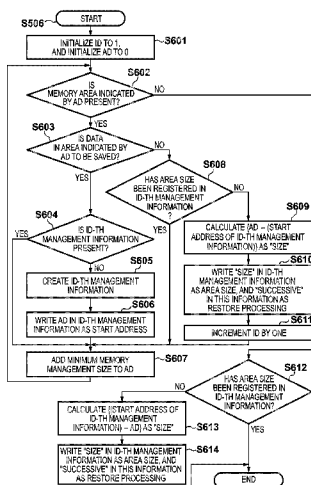 START
S506
INITIALIZE ID TO 1,
AND INITIALIZE AD TO 0
S601
S602
IS
MEMORY AREA INDICATED
BY AD PRESENT?
NO
YES
S603
IS DATA
IN AREA INDICATED BY
AD TO BE SAVED?
NO
YES
S608
HAS AREA SIZE
BEEN REGISTERED IN
ID-TH MANAGEMENT
INFORMATION
?
NO
YES
S604
IS ID-TH
MANAGEMENT INFORMATION
PRESENT?
YES
NO
S609
CALCULATE {AD – (START
ADDRESS OF ID-TH MANAGEMENT
INFORMATION)} AS "SIZE"
S605
CREATE ID-TH MANAGEMENT
INFORMATION
S610
WRITE "SIZE" IN ID-TH
MANAGEMENT INFORMATION
AS AREA SIZE, AND "SUCCESSIVE"
IN THIS INFORMATION AS
RESTORE PROCESSING
S606
WRITE AD IN ID-TH MANAGEMENT
INFORMATION AS START ADDRESS
S611
INCREMENT ID BY ONE
ADD MINIMUM MEMORY
MANAGEMENT SIZE TO AD
S607
S612
HAS AREA SIZE
BEEN REGISTERED IN
ID-TH MANAGEMENT
INFORMATION?
NO
YES
CALCULATE {(START ADDRESS OF
ID-TH MANAGEMENT
INFORMATION) – AD} AS "SIZE"
S613
S614
WRITE "SIZE" IN ID-TH MANAGEMENT
INFORMATION AS AREA SIZE, AND
"SUCCESSIVE" IN THIS INFORMATION
AS RESTORE PROCESSING
END